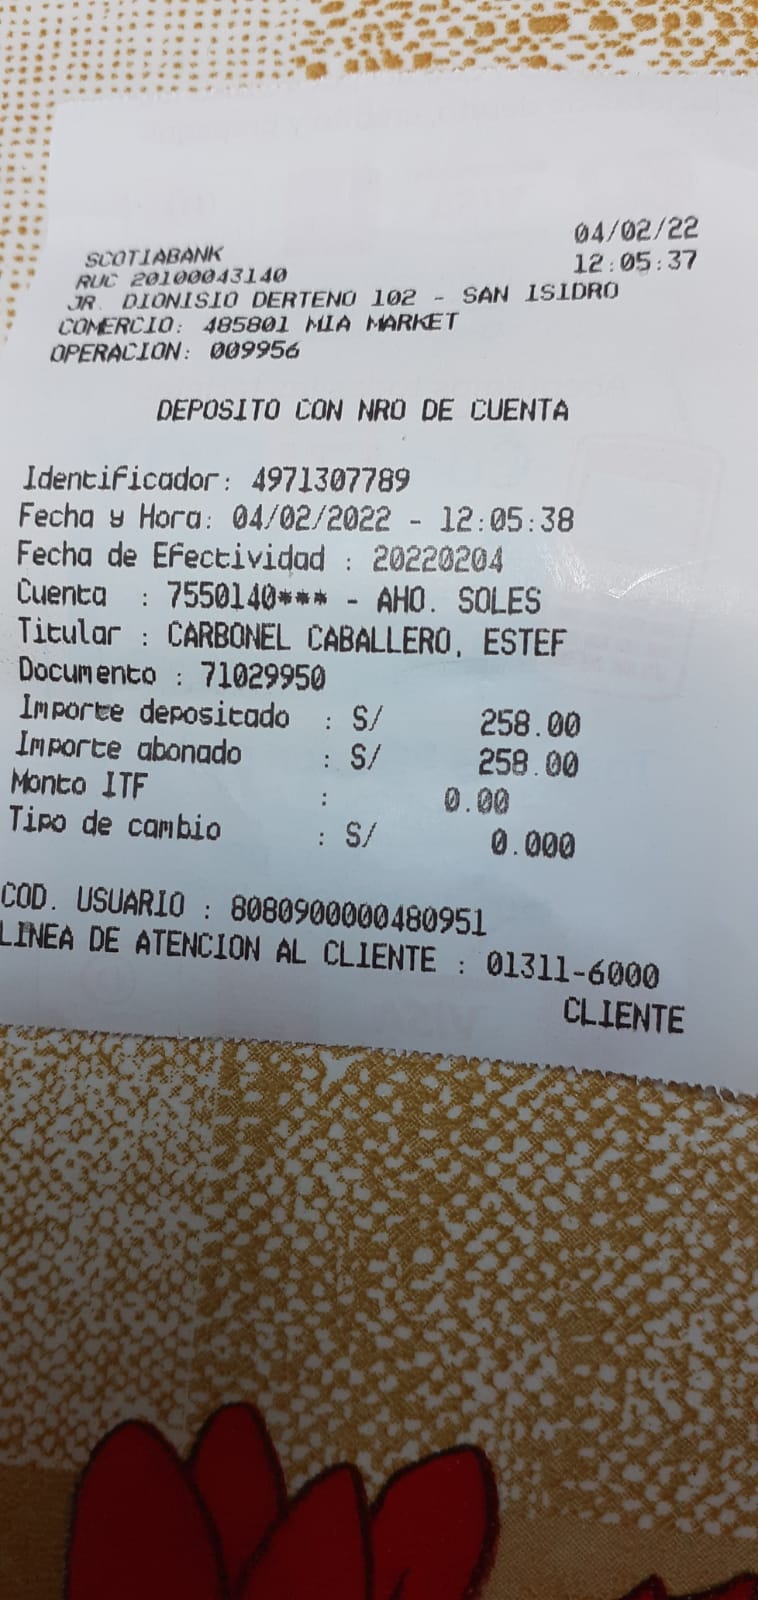 04/02/22
SCOTIABANK 12:05:37
RUC 20100043140
JR. DIONISIO DERTENO 102 - SAN ISIDRO
COMERCIO: 485801 MIA MARKET
OPERACION: 009956
DEPOSITO CON NRO DE CUENTA
Identificador: 4971307789
Fecha y Hora: 04/02/2022 - 12:05:38
Fecha de Efectividad : 20220204
Cuenta : 7550140*** - AHO. SOLES
Titular : CARBONEL CABALLERO, ESTEF
Documento : 71029950
Importe depositado : S/ 258.00
Importe abonado : S/ 258.00
Monto ITF : 0.00
Tipo de cambio : S/ 0.000
COD. USUARIO : 8080900000480951
LINEA DE ATENCION AL CLIENTE : 01311-6000
CLIENTE